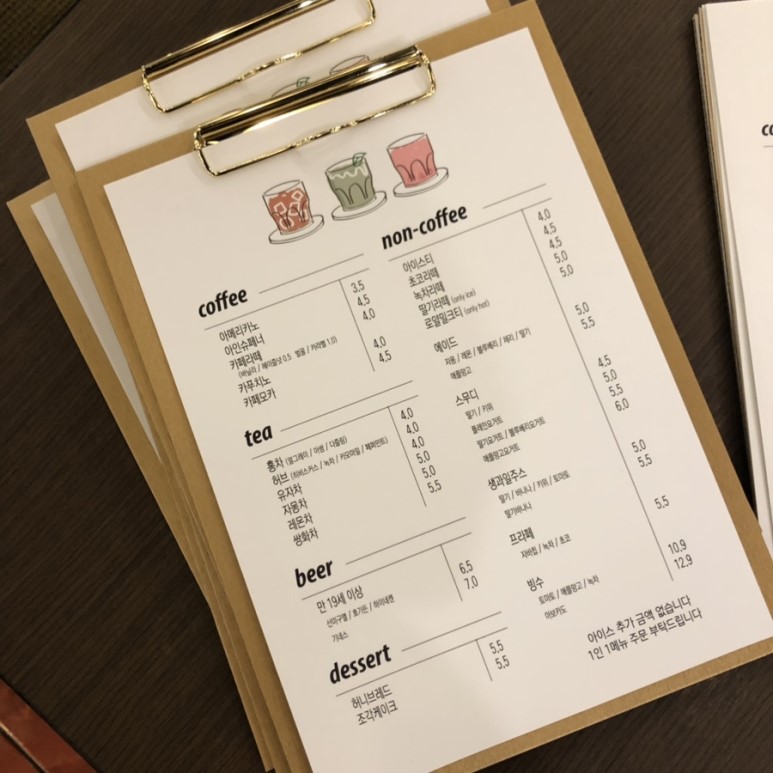 coffee
아메리카노 3,5
아인슈페너 4,5
카페라떼 4,0
(바닐라 / 헤이즐넛 0.5 벌꿀 / 카라멜 1.0)
카푸치노 4,0
카페모카 4,5
tea
홍차 (얼그레이 / 아쌈 / 다즐링) 4,0
허브 (히비스커스 / 녹차 / 카모마일 / 페퍼민트) 4,0
유자차 4,0
자몽차 5,0
레몬차 5,0
쌍화차 5,5
beer
만 19세 이상
산미구엘 / 호가든 / 하이네켄 6,5
기네스 7,0
dessert
허니브레드 5,5
조각케이크 5,5
non-coffee
아이스티 4,0
초코라떼 4,5
녹차라떼 4,5
딸기라떼 (only ice) 5,0
로얄밀크티 (only hot) 5,0
에이드
자몽 / 레몬 / 블루베리 / 체리 / 딸기 5,0
애플망고 5,5
스무디
딸기 / 키위 4,5
플레인요거트 5,0
딸기요거트 / 블루베리요거트 5,5
애플망고요거트 6,0
생과일주스
딸기 / 바나나 / 키위 / 토마토 5,0
딸기바나나 5,5
프라페
자바칩 / 녹차 / 초코 5,5
빙수
토마토 / 애플망고 / 녹차 10,9
아보카도 12,9
아이스 추가 금액 없습니다
1인 1메뉴 주문 부탁드립니다